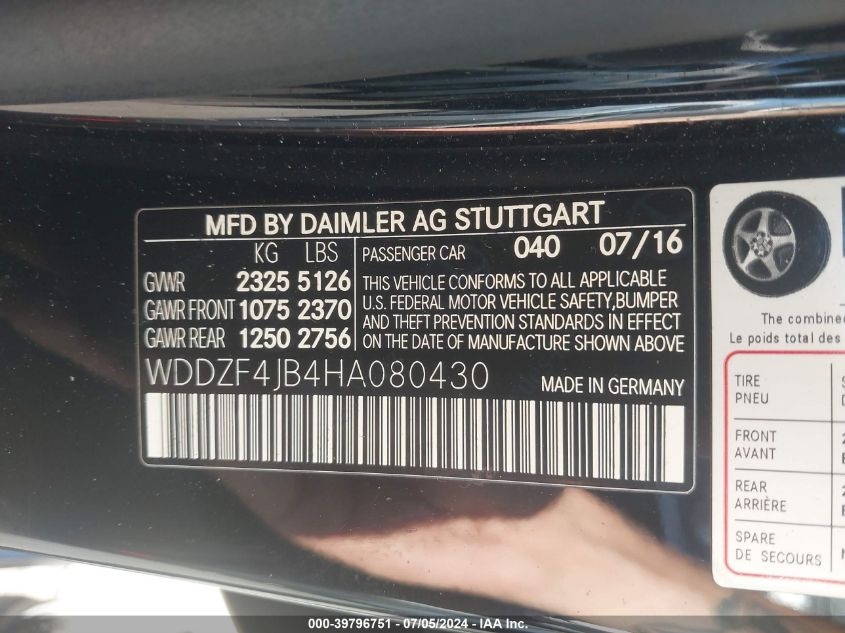 MFD BY DAIMLER AG STUTTGART
KG LBS
GVWR 2325 5126
GAWR FRONT 1075 2370
GAWR REAR 1250 2756
PASSENGER CAR 040 07/16
THIS VEHICLE CONFORMS TO ALL APPLICABLE
U.S. FEDERAL MOTOR VEHICLE SAFETY,BUMPER
AND THEFT PREVENTION STANDARDS IN EFFECT
ON THE DATE OF MANUFACTURE SHOWN ABOVE.
WDDZF4JB4HA080430 MADE IN GERMANY
The combine
Le poids total des
TIRE
PNEU
FRONT
AVANT
REAR
ARRIÈRE
SPARE
DE SECOURS
000-39796751 / 07/05/2024 / IAAI.com